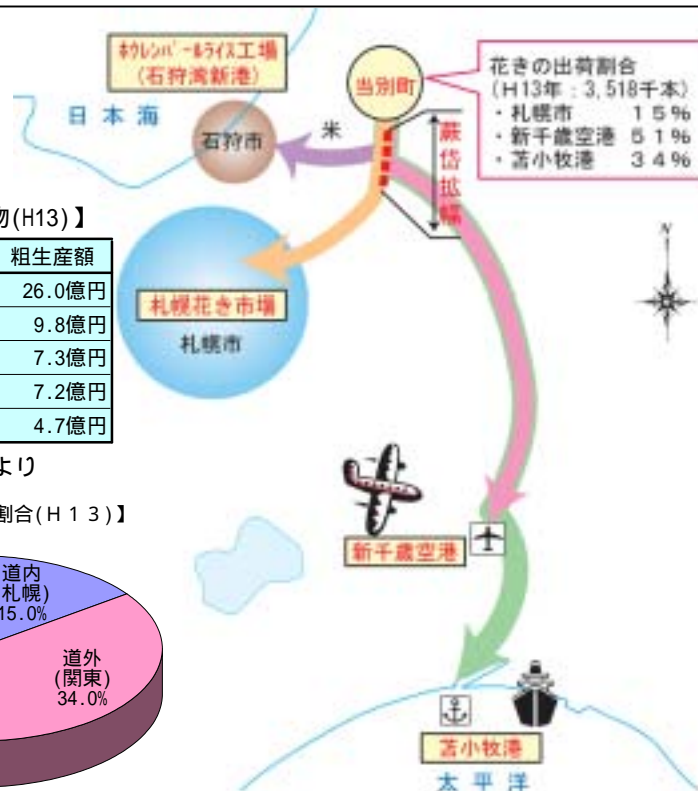 ホクレンパールライス工場
(石狩湾新港)
日本海
石狩市
米
当別町
蕨岱拡幅
花きの出荷割合
(H13年:3,518千本)
・札幌市 15%
・新千歳空港 51%
・苫小牧港 34%
N
物(H13)】
粗生産額
26.0億円
9.8億円
7.3億円
7.2億円
4.7億円
より
札幌花き市場
札幌市
割合(H13)】
道内
(札幌)
15.0%
道外
(関東)
34.0%
新千歳空港
苫小牧港
太平洋